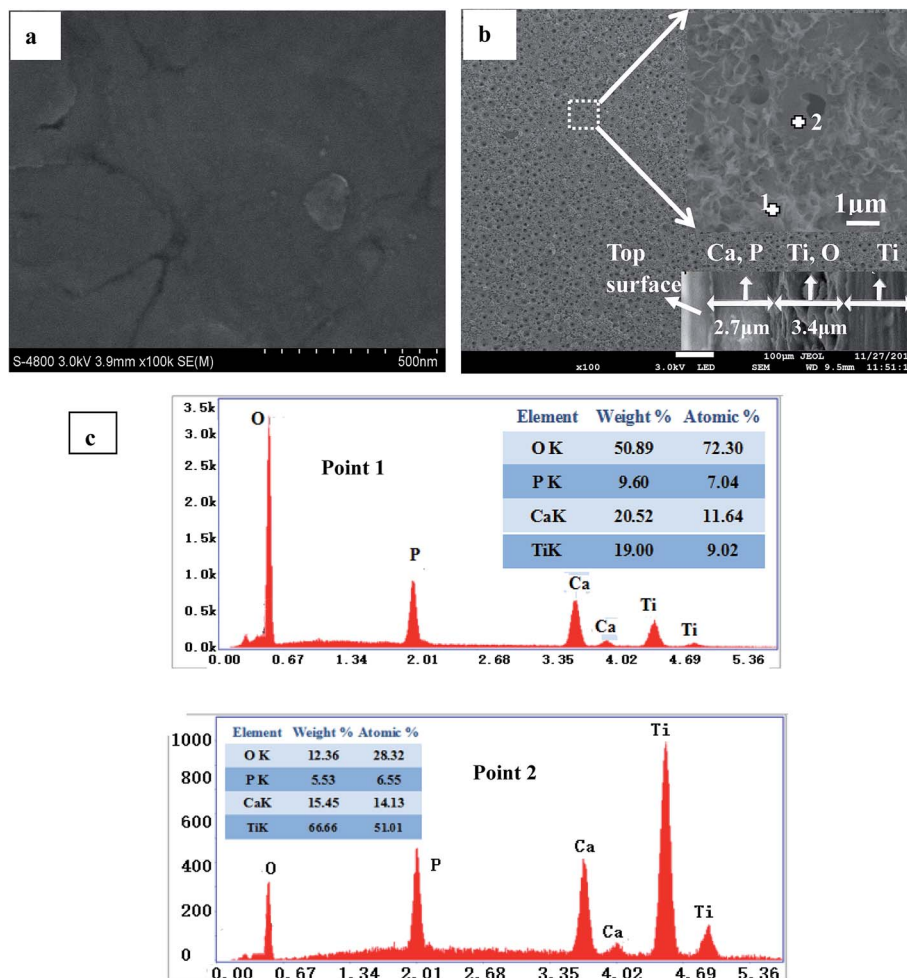 a
S-4800 3.0kV 3.9mm x100k SE(M)
500nm
b
2
1
1µm
Top surface
Ca, P
Ti, O
Ti
2.7µm
3.4µm
x100
3.0kV LED
100µm JEOL
SEM
WD 9.5mm
11/27/201
11:51:1
c
Point 1
3.5k
3.0k
2.5k
2.0k
1.5k
1.0k
0.5k
0.0k
O
P
Ca
Ca
Ti
Ti
0.00 0.67 1.34 2.01 2.68 3.35 4.02 4.69 5.36
Element Weight % Atomic %
O K 50.89 72.30
P K 9.60 7.04
CaK 20.52 11.64
TiK 19.00 9.02
Point 2
1000
800
600
400
200
0
Element Weight % Atomic %
O K 12.36 28.32
P K 5.53 6.55
CaK 15.45 14.13
TiK 66.66 51.01
O
P
Ca
Ca
Ti
Ti
0.00 0.67 1.34 2.01 2.68 3.35 4.02 4.69 5.36